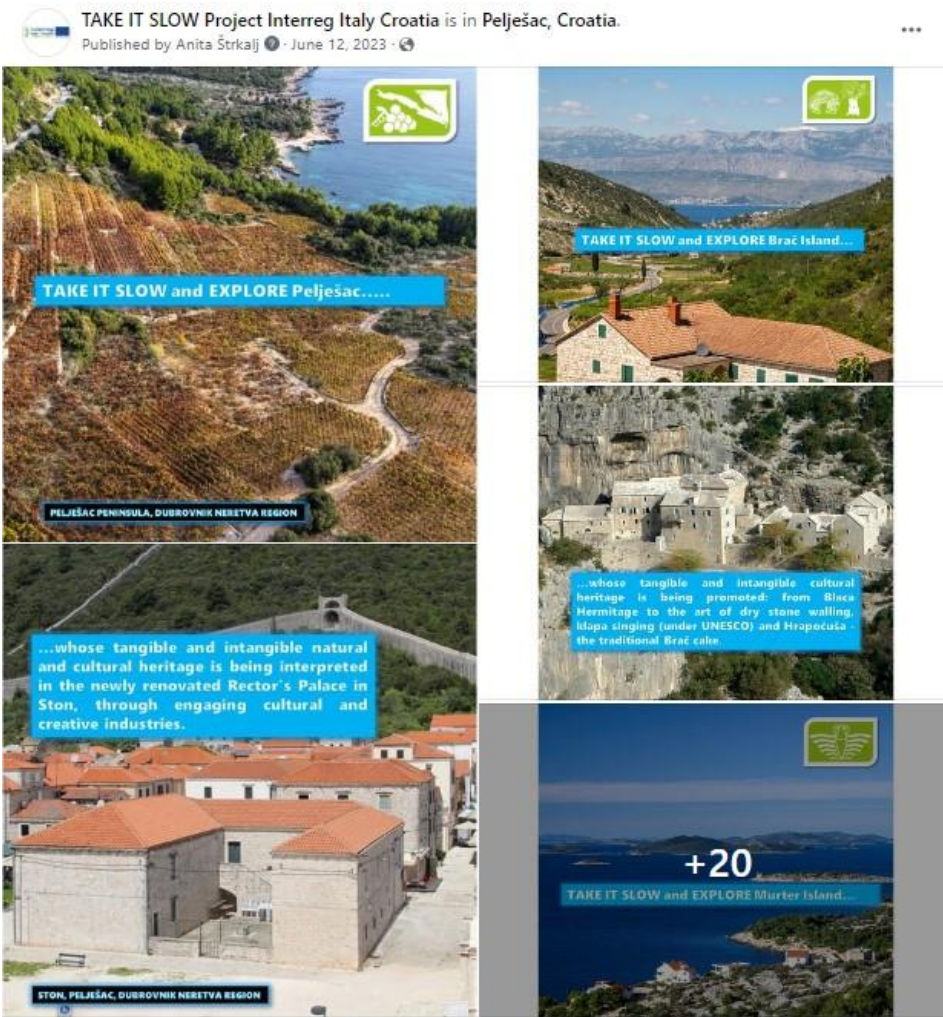 TAKE IT SLOW Project Interreg Italy Croatia is in Pelješac, Croatia.
Published by Anita Štrkalj · June 12, 2023 ·
TAKE IT SLOW and EXPLORE Pelješac.....
PELJEŠAC PENINSULA, DUBROVNIK NERETVA REGION
...whose tangible and intangible natural
and cultural heritage is being interpreted
in the newly renovated Rector's Palace in
Ston, through engaging cultural and
creative industries.
STON, PELJEŠAC, DUBROVNIK NERETVA REGION
TAKE IT SLOW and EXPLORE Brač Island...
...whose tangible and intangible cultural
heritage is being promoted: from Blaca
Hermitage to the art of dry stone walling,
klapa singing (under UNESCO) and Hrapoćuša -
the traditional Brač cake.
+20
TAKE IT SLOW and EXPLORE Murter Island...